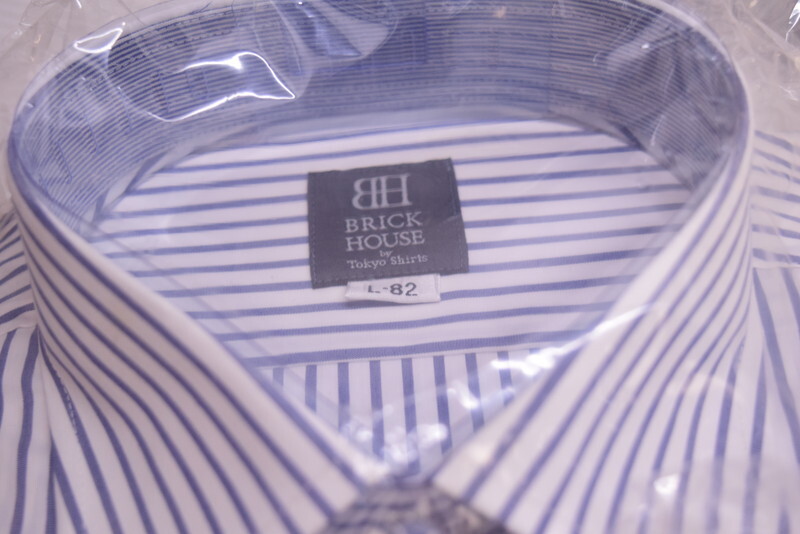 BH
BRICK
HOUSE
by
Tokyo Shirts
L-82